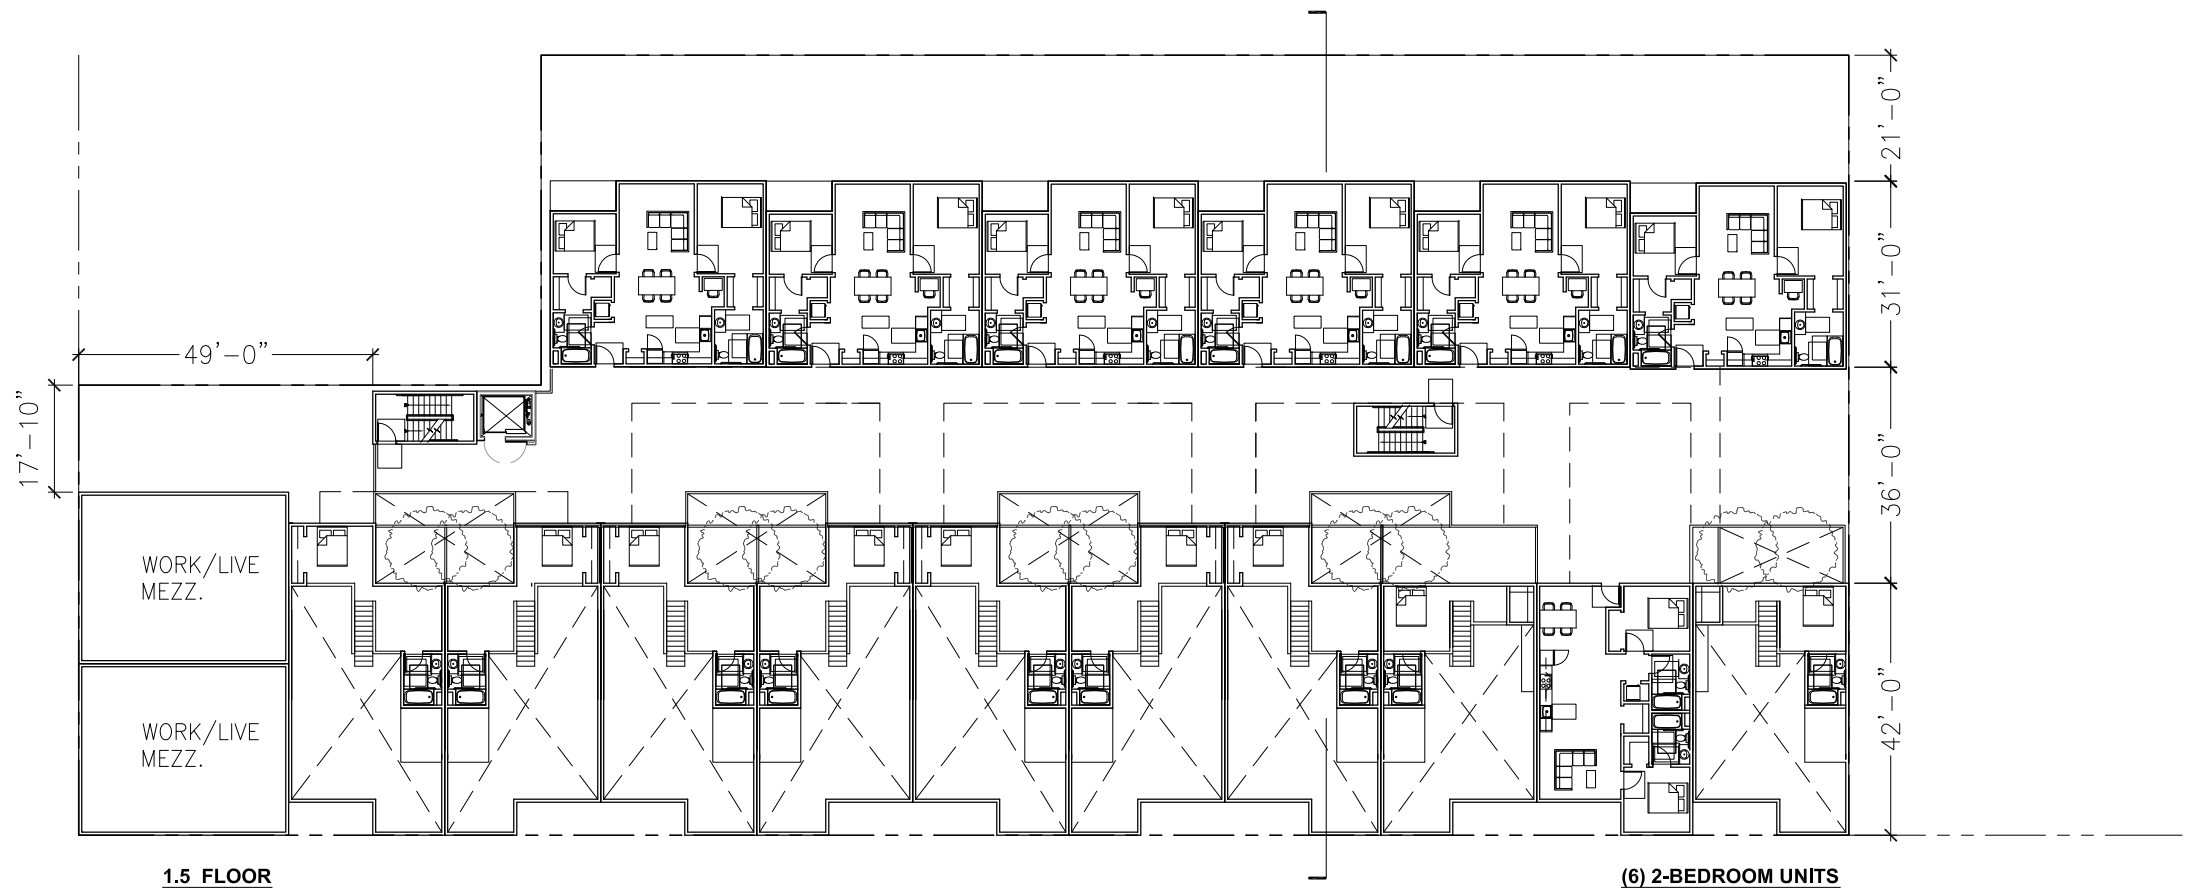 21'-0"
31'-0"
49'-0"
17'-10"
36'-0"
WORK/LIVE
MEZZ.
WORK/LIVE
MEZZ.
42'-0"
1.5 FLOOR
(6) 2-BEDROOM UNITS